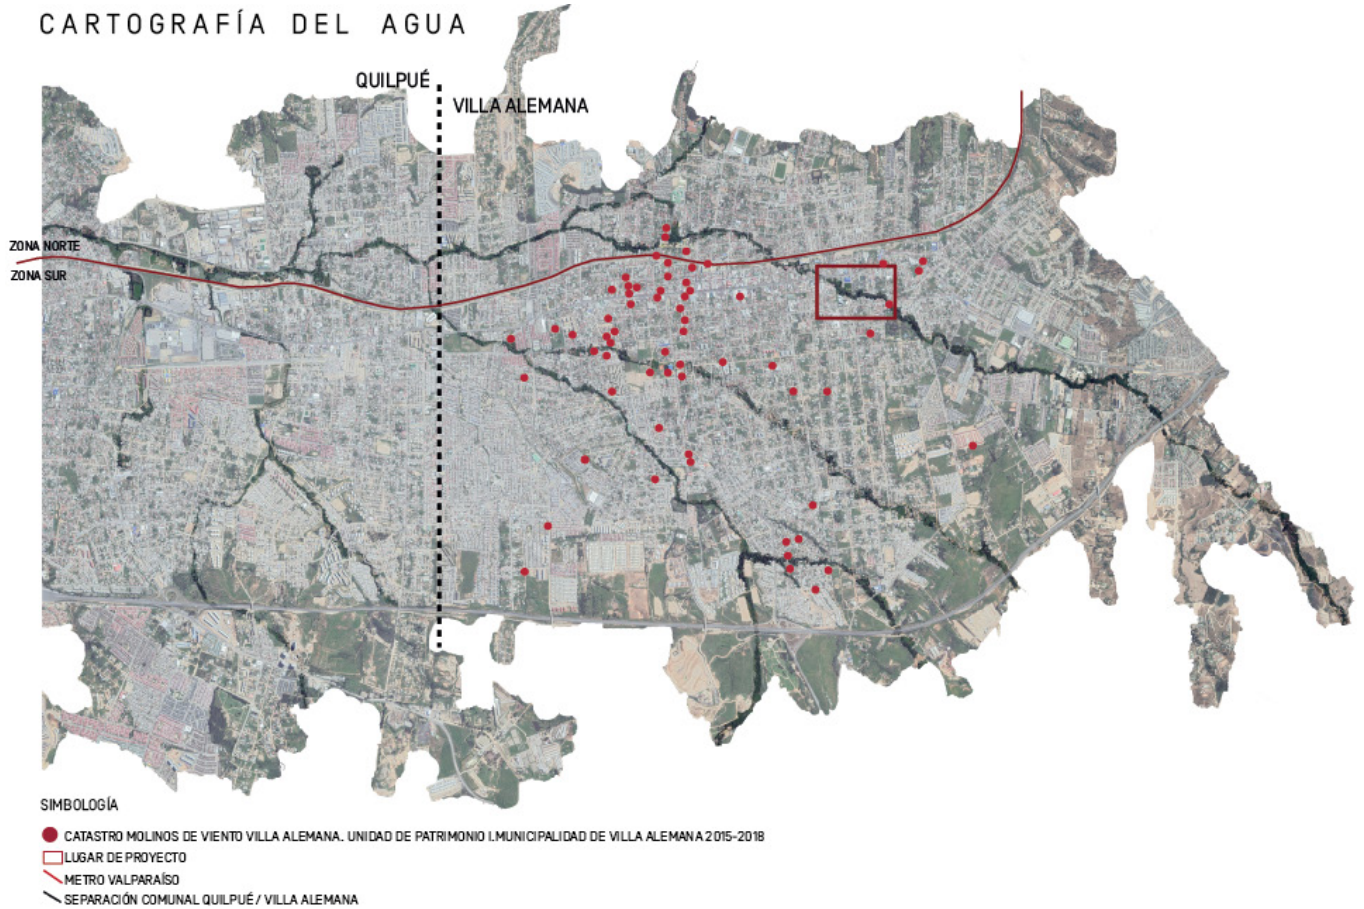 CARTOGRAFÍA DEL AGUA
QUILPUÉ
VILLA ALEMANA
ZONA NORTE
ZONA SUR
SIMBOLOGÍA
CATASTRO MOLINOS DE VIENTO VILLA ALEMANA. UNIDAD DE PATRIMONIO I.MUNICIPALIDAD DE VILLA ALEMANA 2015-2018
LUGAR DE PROYECTO
METRO VALPARAÍSO
SEPARACIÓN COMUNAL QUILPUÉ / VILLA ALEMANA